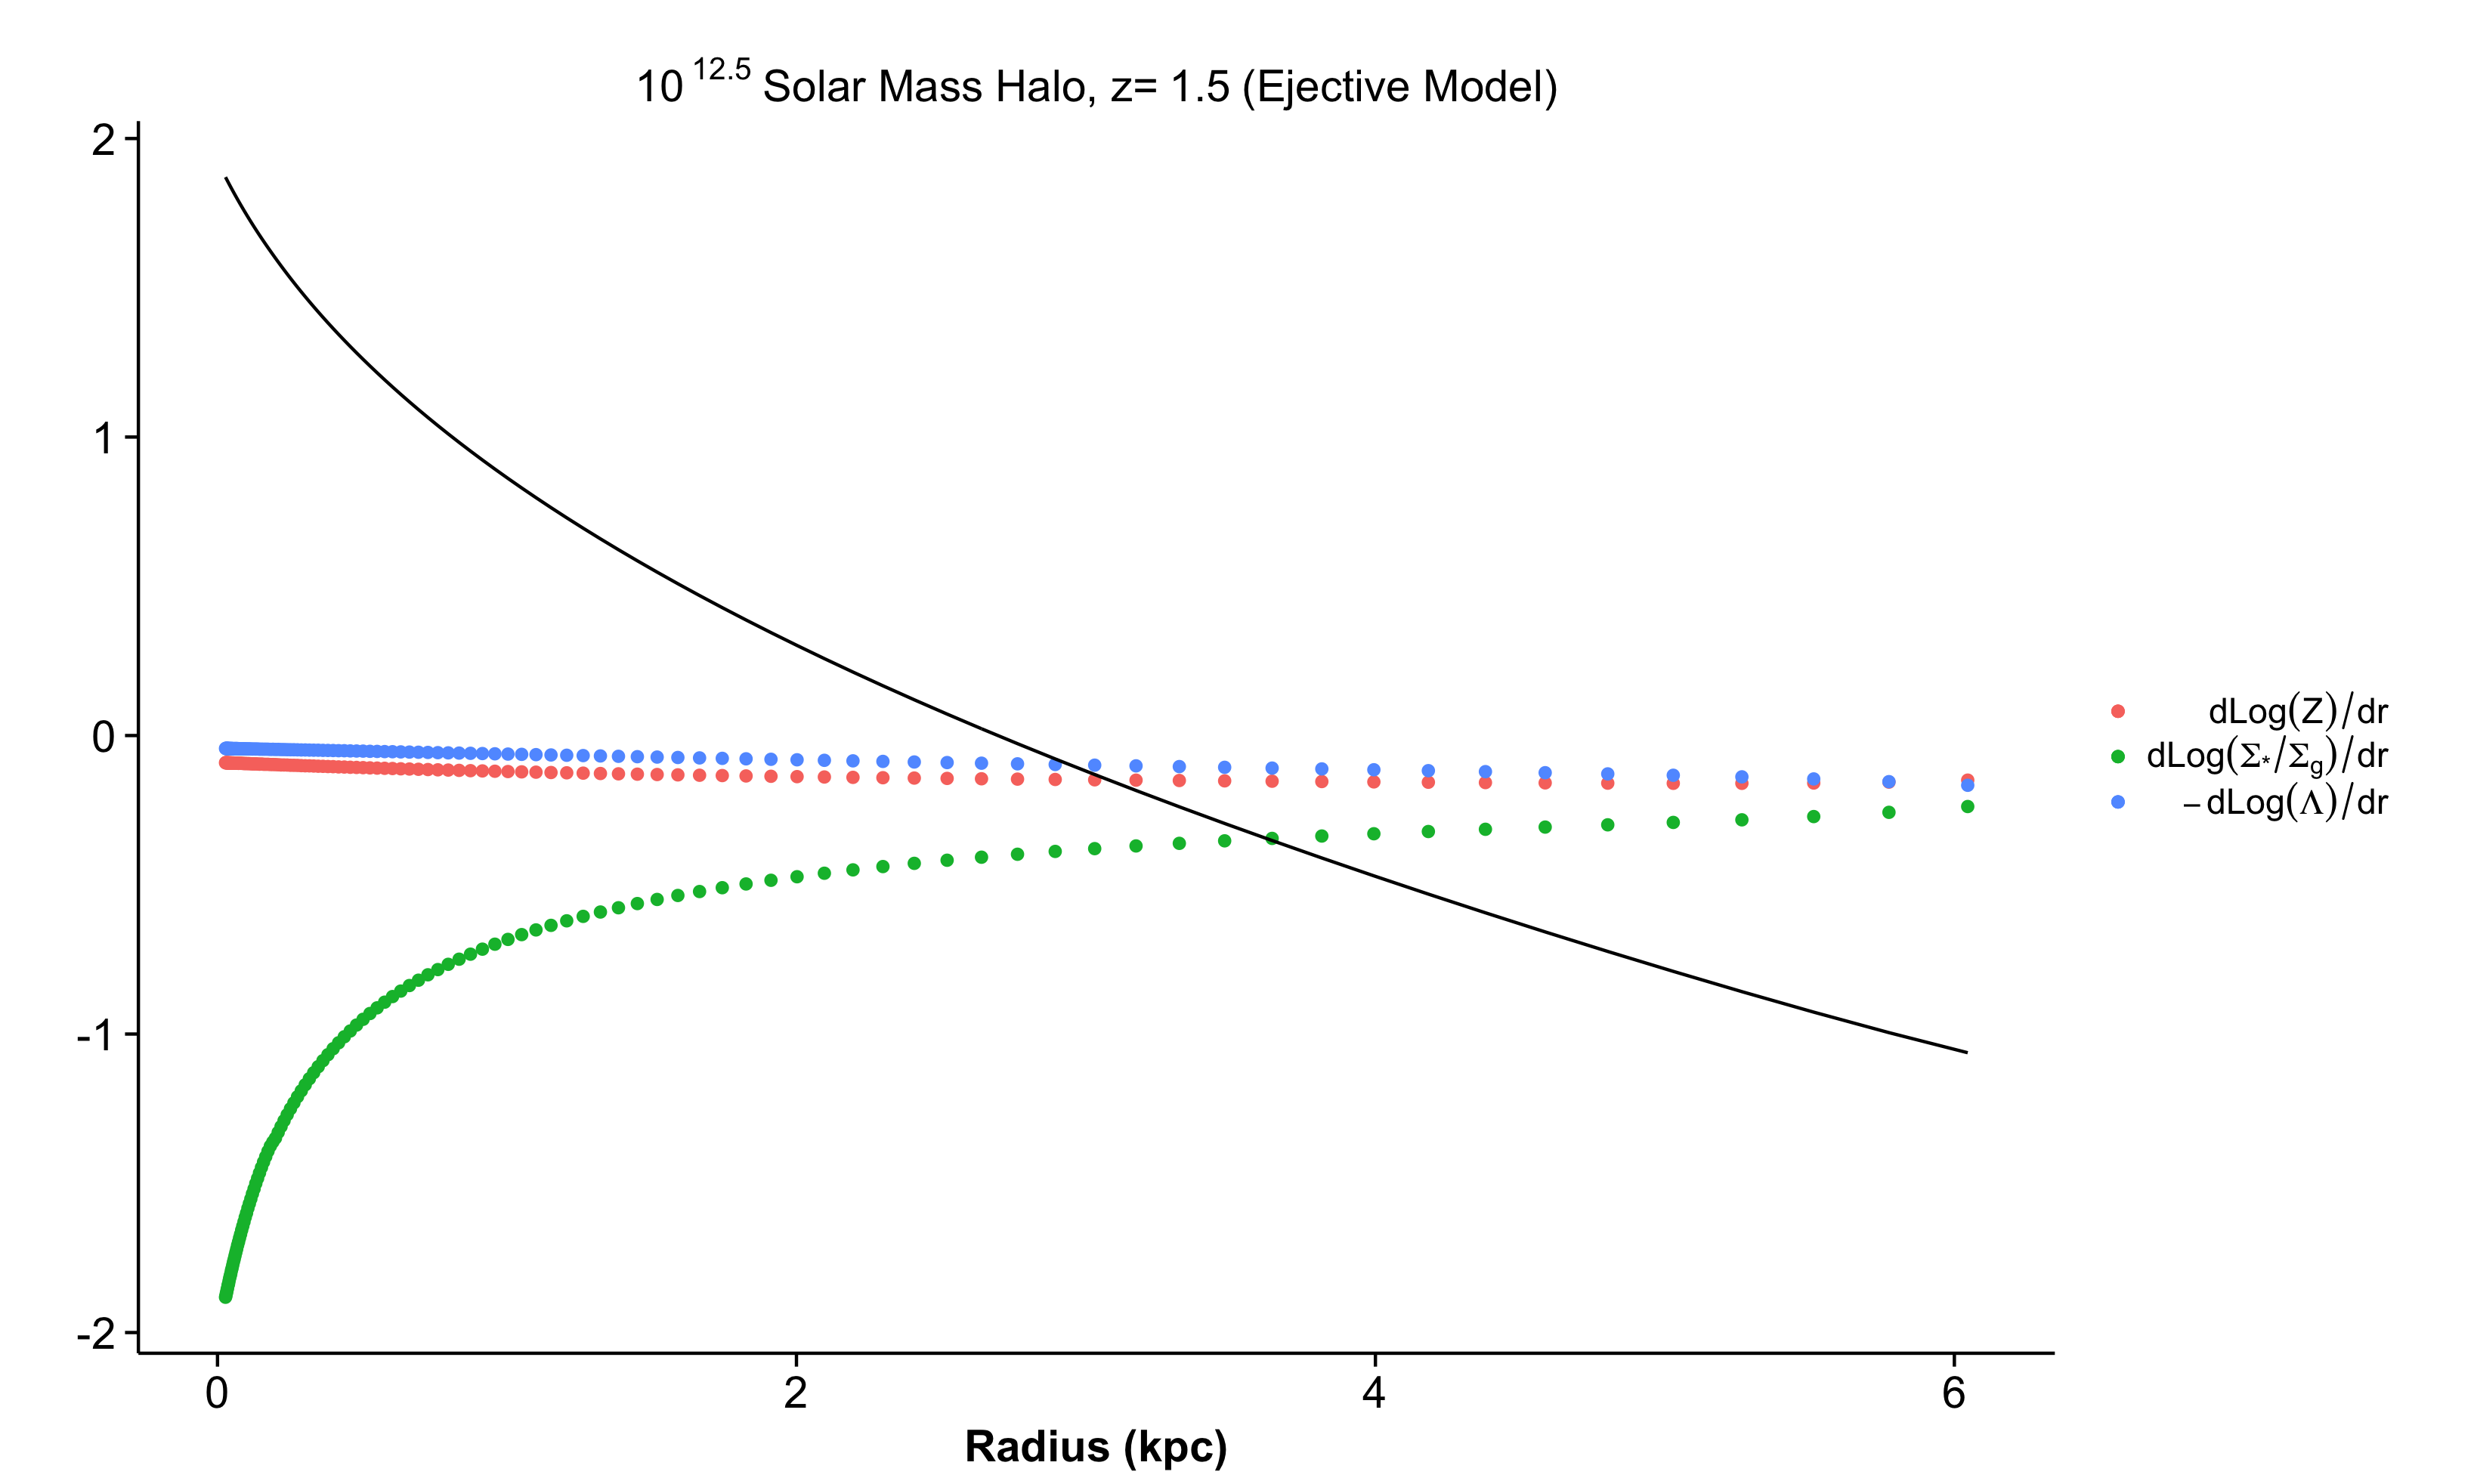 10^12.5 Solar Mass Halo, z= 1.5 (Ejective Model)
2
1
0
-1
-2
0 2 4 6
Radius (kpc)
dLog(Z)/dr
dLog(Σ*/Σg)/dr
– dLog(Λ)/dr